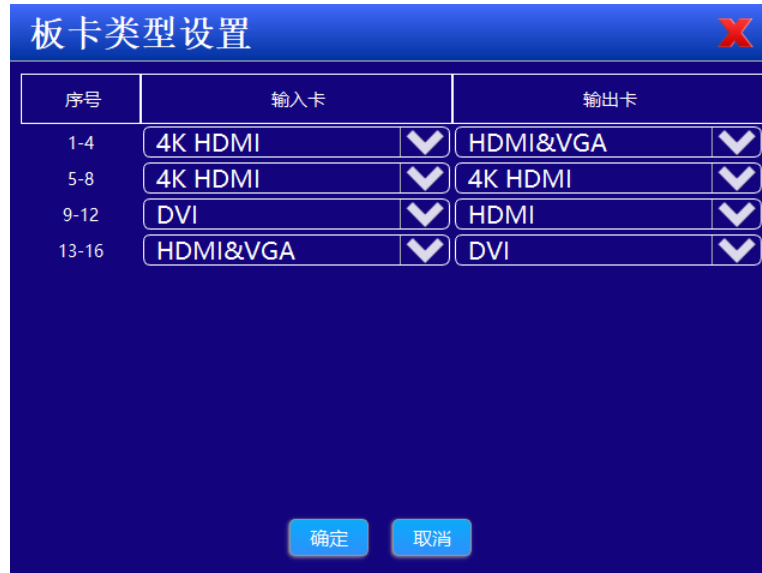 板卡类型设置
序号 输入卡 输出卡
1-4 4K HDMI HDMI&VGA
5-8 4K HDMI 4K HDMI
9-12 DVI HDMI
13-16 HDMI&VGA DVI
确定 取消